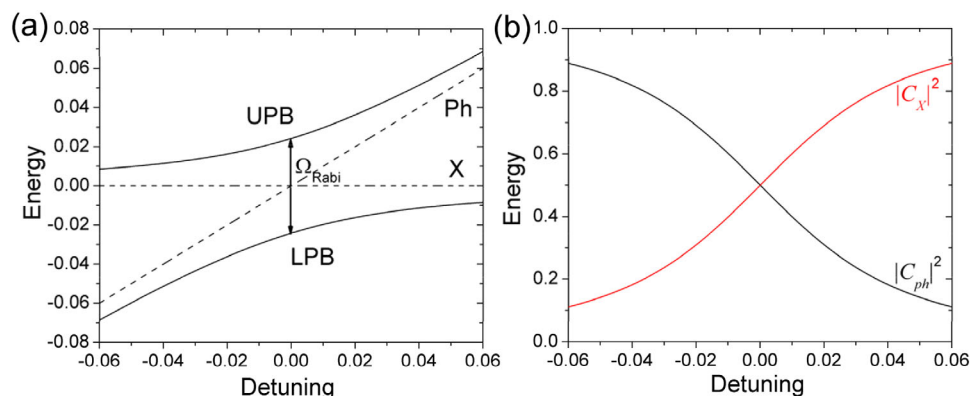 (a)
0.08
0.06
0.04
0.02
0.00
-0.02
-0.04
-0.06
-0.08
Energy
UPB
Ph
Ω_Rabi
X
LPB
-0.06 -0.04 -0.02 0.00 0.02 0.04 0.06
Detuning
(b)
1.0
0.8
0.6
0.4
0.2
0.0
Energy
|C_X|²
|C_ph|²
-0.06 -0.04 -0.02 0.00 0.02 0.04 0.06
Detuning